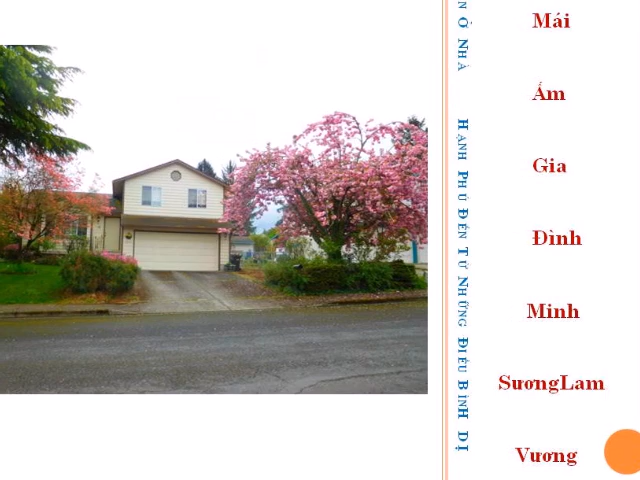 N Ở NHÀ HẠNH PHÚ ĐẾN TỪ NHỮNG ĐIỀU BÌNH DỊ
Mái
Ấm
Gia
Đình
Minh
SươngLam
Vương